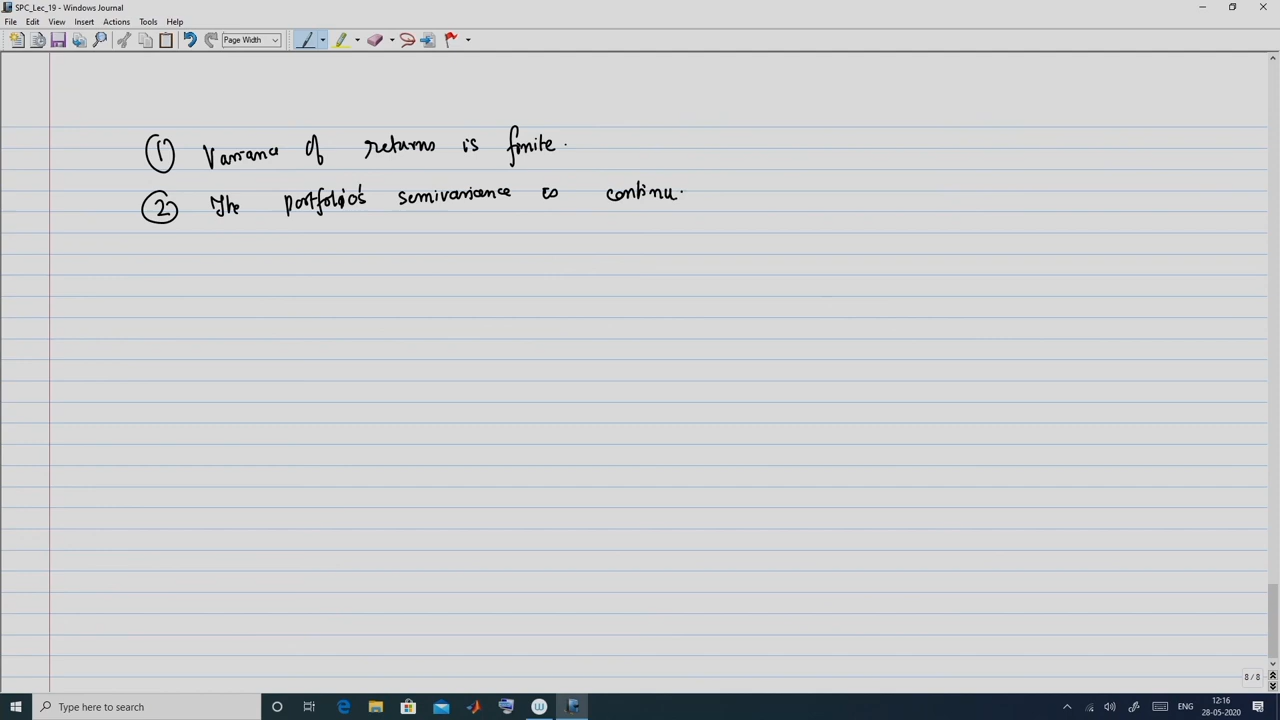 SPC_Lec_19 - Windows Journal
File Edit View Insert Actions Tools Help
Page Width
① Variance of returns is finite.
② The portfolio's semivariance is continu.
8 / 8
Type here to search
ENG
12:16
28-05-2020